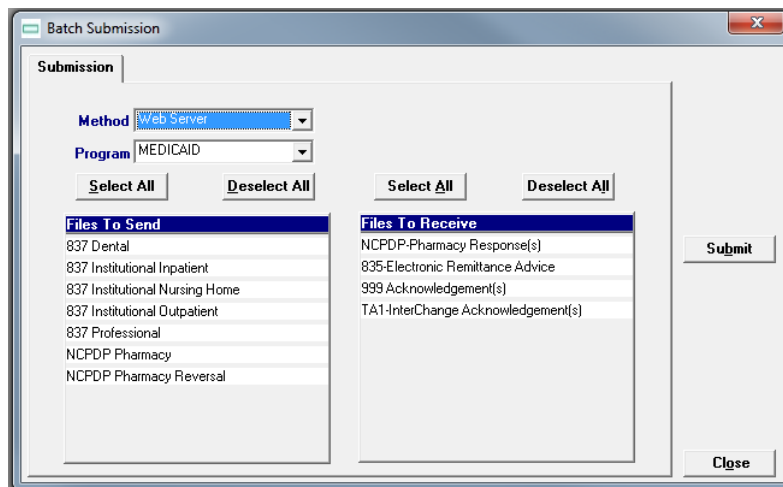 Batch Submission
Submission
Method Web Server
Program MEDICAID
Select All Deselect All Select All Deselect All
Files To Send
837 Dental
837 Institutional Inpatient
837 Institutional Nursing Home
837 Institutional Outpatient
837 Professional
NCPDP Pharmacy
NCPDP Pharmacy Reversal
Files To Receive
NCPDP-Pharmacy Response(s)
835-Electronic Remittance Advice
999 Acknowledgement(s)
TA1-InterChange Acknowledgement(s)
Submit
Close